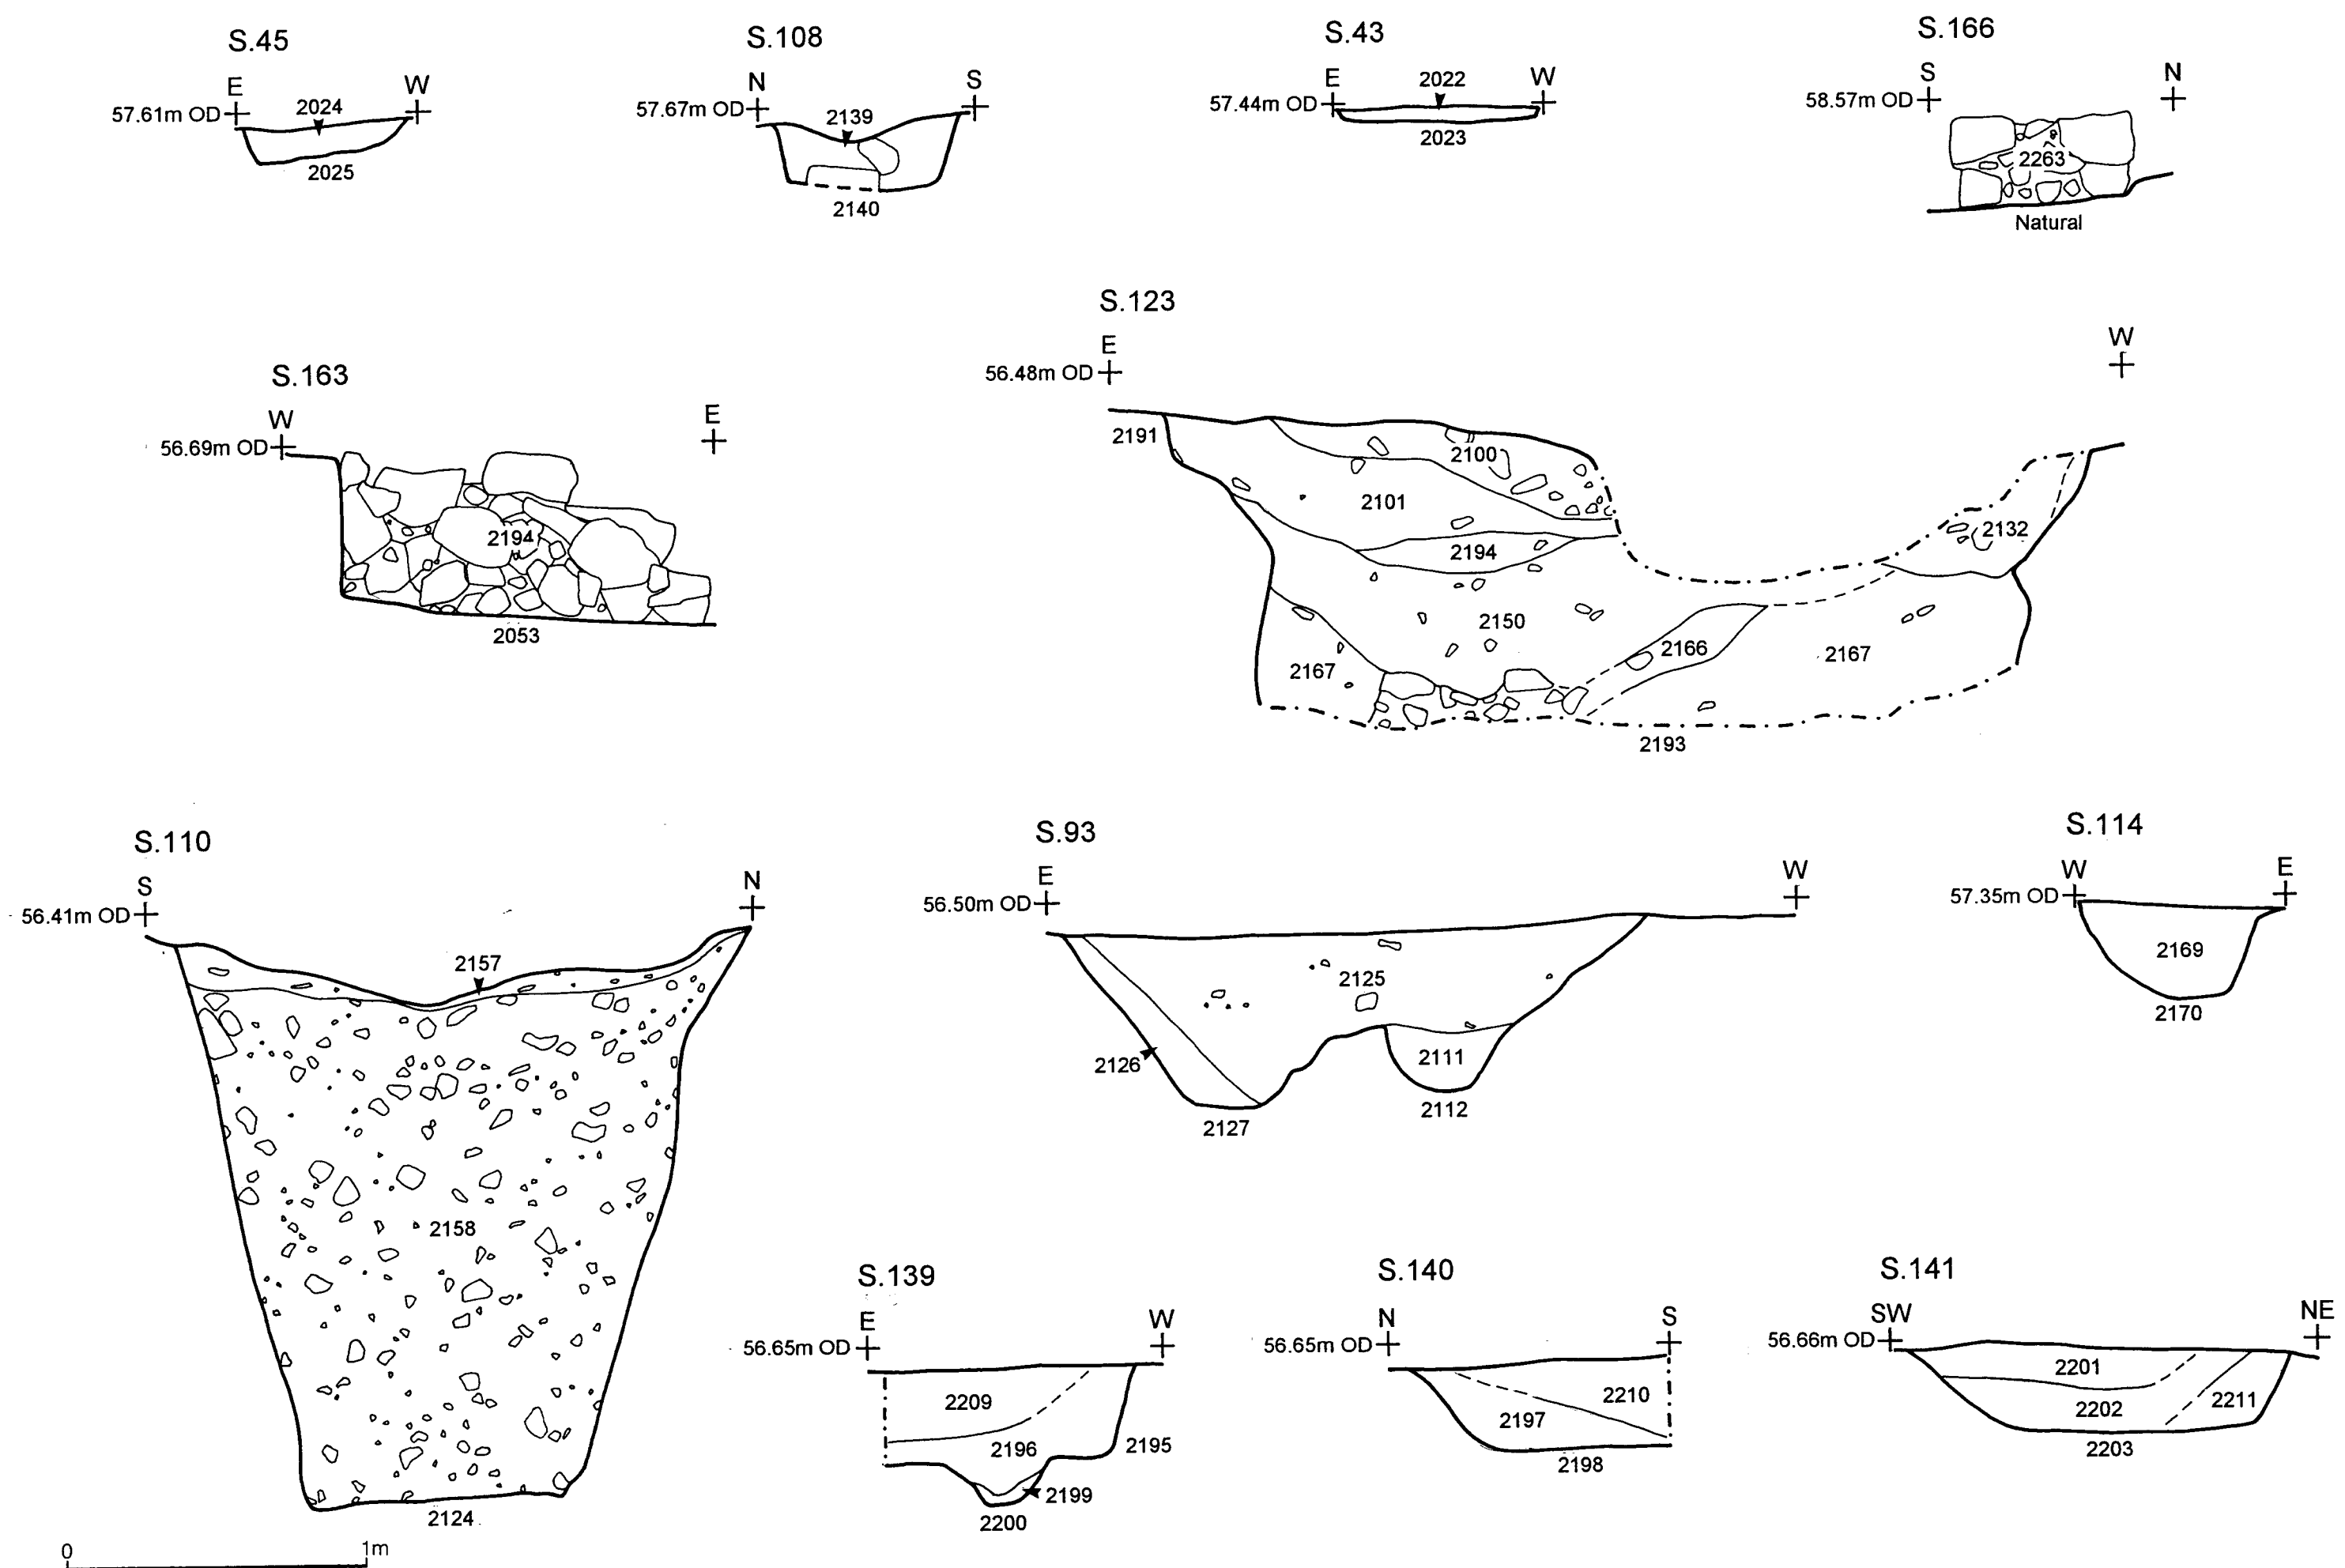 S.45
E W
57.61m OD
2024
2025
S.108
N S
57.67m OD
2139
2140
S.43
E W
57.44m OD
2022
2023
S.166
S N
58.57m OD
2263
Natural
S.163
W E
56.69m OD
2194
2053
S.123
E W
56.48m OD
2191
2100
2101
2194
2132
2150
2166
2167
2167
2193
S.110
S N
56.41m OD
2157
2158
2124
S.93
E W
56.50m OD
2125
2126
2111
2127
2112
S.114
W E
57.35m OD
2169
2170
S.139
E W
56.65m OD
2209
2196
2195
2199
2200
S.140
N S
56.65m OD
2210
2197
2198
S.141
SW NE
56.66m OD
2201
2202
2211
2203
0 1m